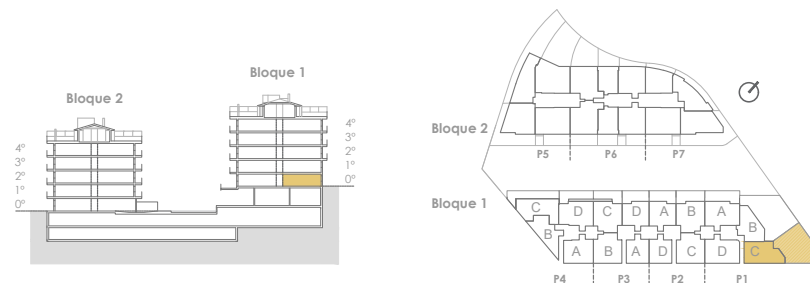 Bloque 1
Bloque 2
4º
3º
2º
1º
0º
4º
3º
2º
1º
0º
Bloque 2
P5 P6 P7
Bloque 1
C D C D A B A
B B
A B A D C D C
P4 P3 P2 P1